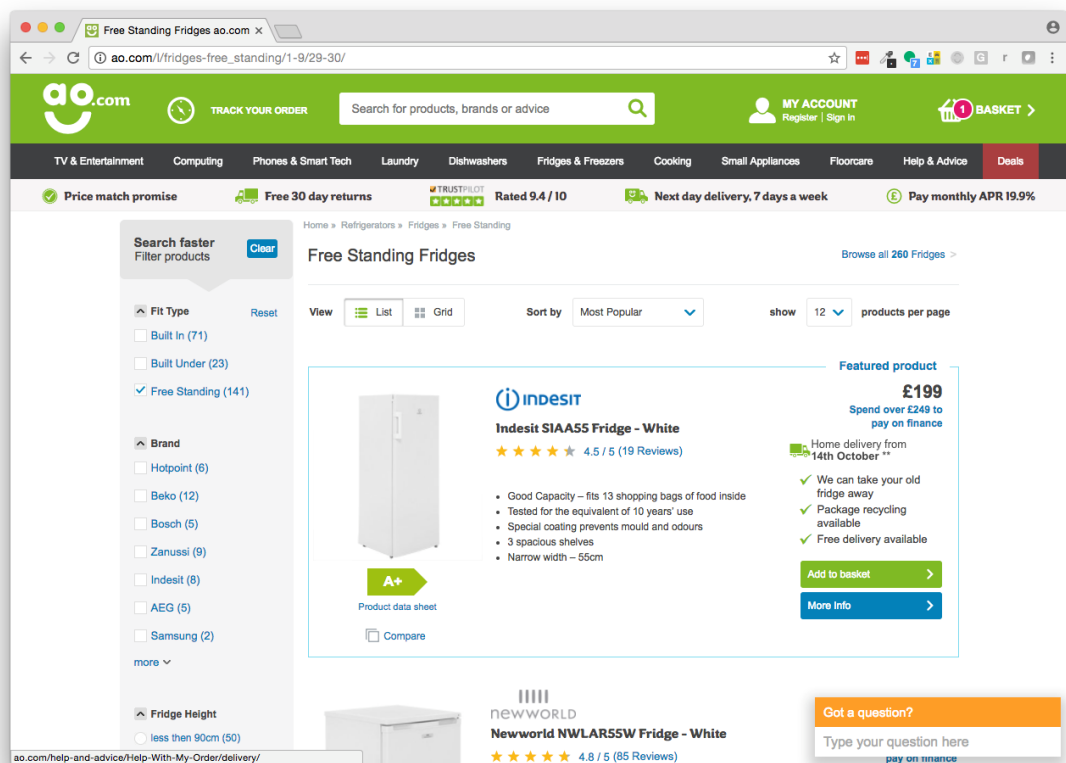 Free Standing Fridges ao.com
ao.com/l/fridges-free_standing/1-9/29-30/
7
G
r
ao.com
TRACK YOUR ORDER
Search for products, brands or advice
MY ACCOUNT
Register | Sign In
1
BASKET
TV & Entertainment
Computing
Phones & Smart Tech
Laundry
Dishwashers
Fridges & Freezers
Cooking
Small Appliances
Floorcare
Help & Advice
Deals
Price match promise
Free 30 day returns
TRUSTPILOT
Rated 9.4 / 10
Next day delivery, 7 days a week
£ Pay monthly APR 19.9%
Search faster
Filter products
Clear
Fit Type
Reset
Built In (71)
Built Under (23)
Free Standing (141)
Brand
Hotpoint (6)
Beko (12)
Bosch (5)
Zanussi (9)
Indesit (8)
AEG (5)
Samsung (2)
more
Fridge Height
less then 90cm (50)
Home » Refrigerators » Fridges » Free Standing
Free Standing Fridges
Browse all 260 Fridges >
View
List
Grid
Sort by
Most Popular
show
12
products per page
Featured product
INDESIT
Indesit SIAA55 Fridge - White
4.5 / 5 (19 Reviews)
• Good Capacity – fits 13 shopping bags of food inside
• Tested for the equivalent of 10 years' use
• Special coating prevents mould and odours
• 3 spacious shelves
• Narrow width – 55cm
A+
Product data sheet
Compare
£199
Spend over £249 to
pay on finance
Home delivery from
14th October **
We can take your old
fridge away
Package recycling
available
Free delivery available
Add to basket
More Info
newworld
Newworld NWLAR55W Fridge - White
4.8 / 5 (85 Reviews)
Got a question?
Type your question here
pay on finance
ao.com/help-and-advice/Help-With-My-Order/delivery/